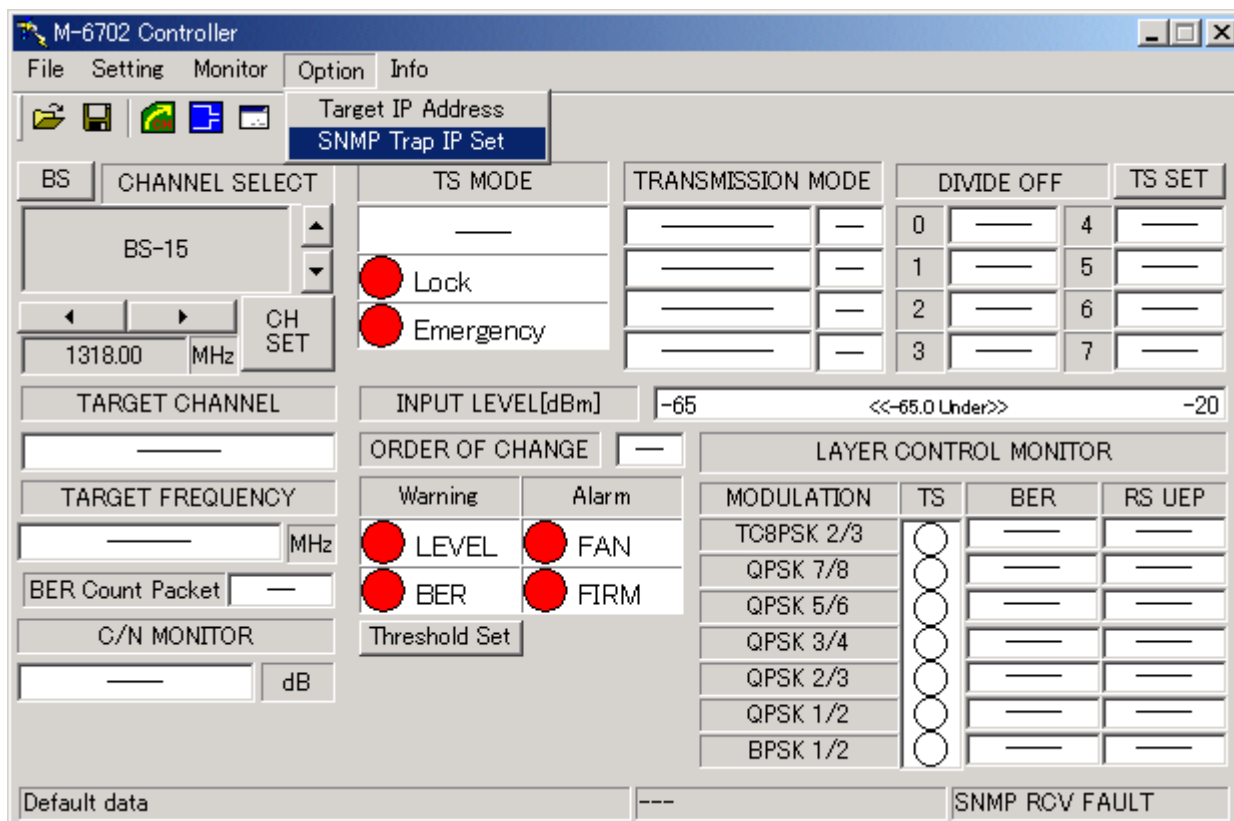 M-6702 Controller
File Setting Monitor Option Info
Target IP Address
SNMP Trap IP Set
BS CHANNEL SELECT
BS-15
CH SET
1318.00 MHz
TS MODE
——
Lock
Emergency
TRANSMISSION MODE
———— —
———— —
———— —
———— —
DIVIDE OFF TS SET
0 —— 4 ——
1 —— 5 ——
2 —— 6 ——
3 —— 7 ——
TARGET CHANNEL
———
TARGET FREQUENCY
——— MHz
BER Count Packet —
C/N MONITOR
—— dB
INPUT LEVEL[dBm] -65 <<-65.0 Under>> -20
ORDER OF CHANGE —
Warning Alarm
LEVEL FAN
BER FIRM
Threshold Set
LAYER CONTROL MONITOR
MODULATION TS BER RS UEP
TC8PSK 2/3 —— ——
QPSK 7/8 —— ——
QPSK 5/6 —— ——
QPSK 3/4 —— ——
QPSK 2/3 —— ——
QPSK 1/2 —— ——
BPSK 1/2 —— ——
Default data --- SNMP RCV FAULT